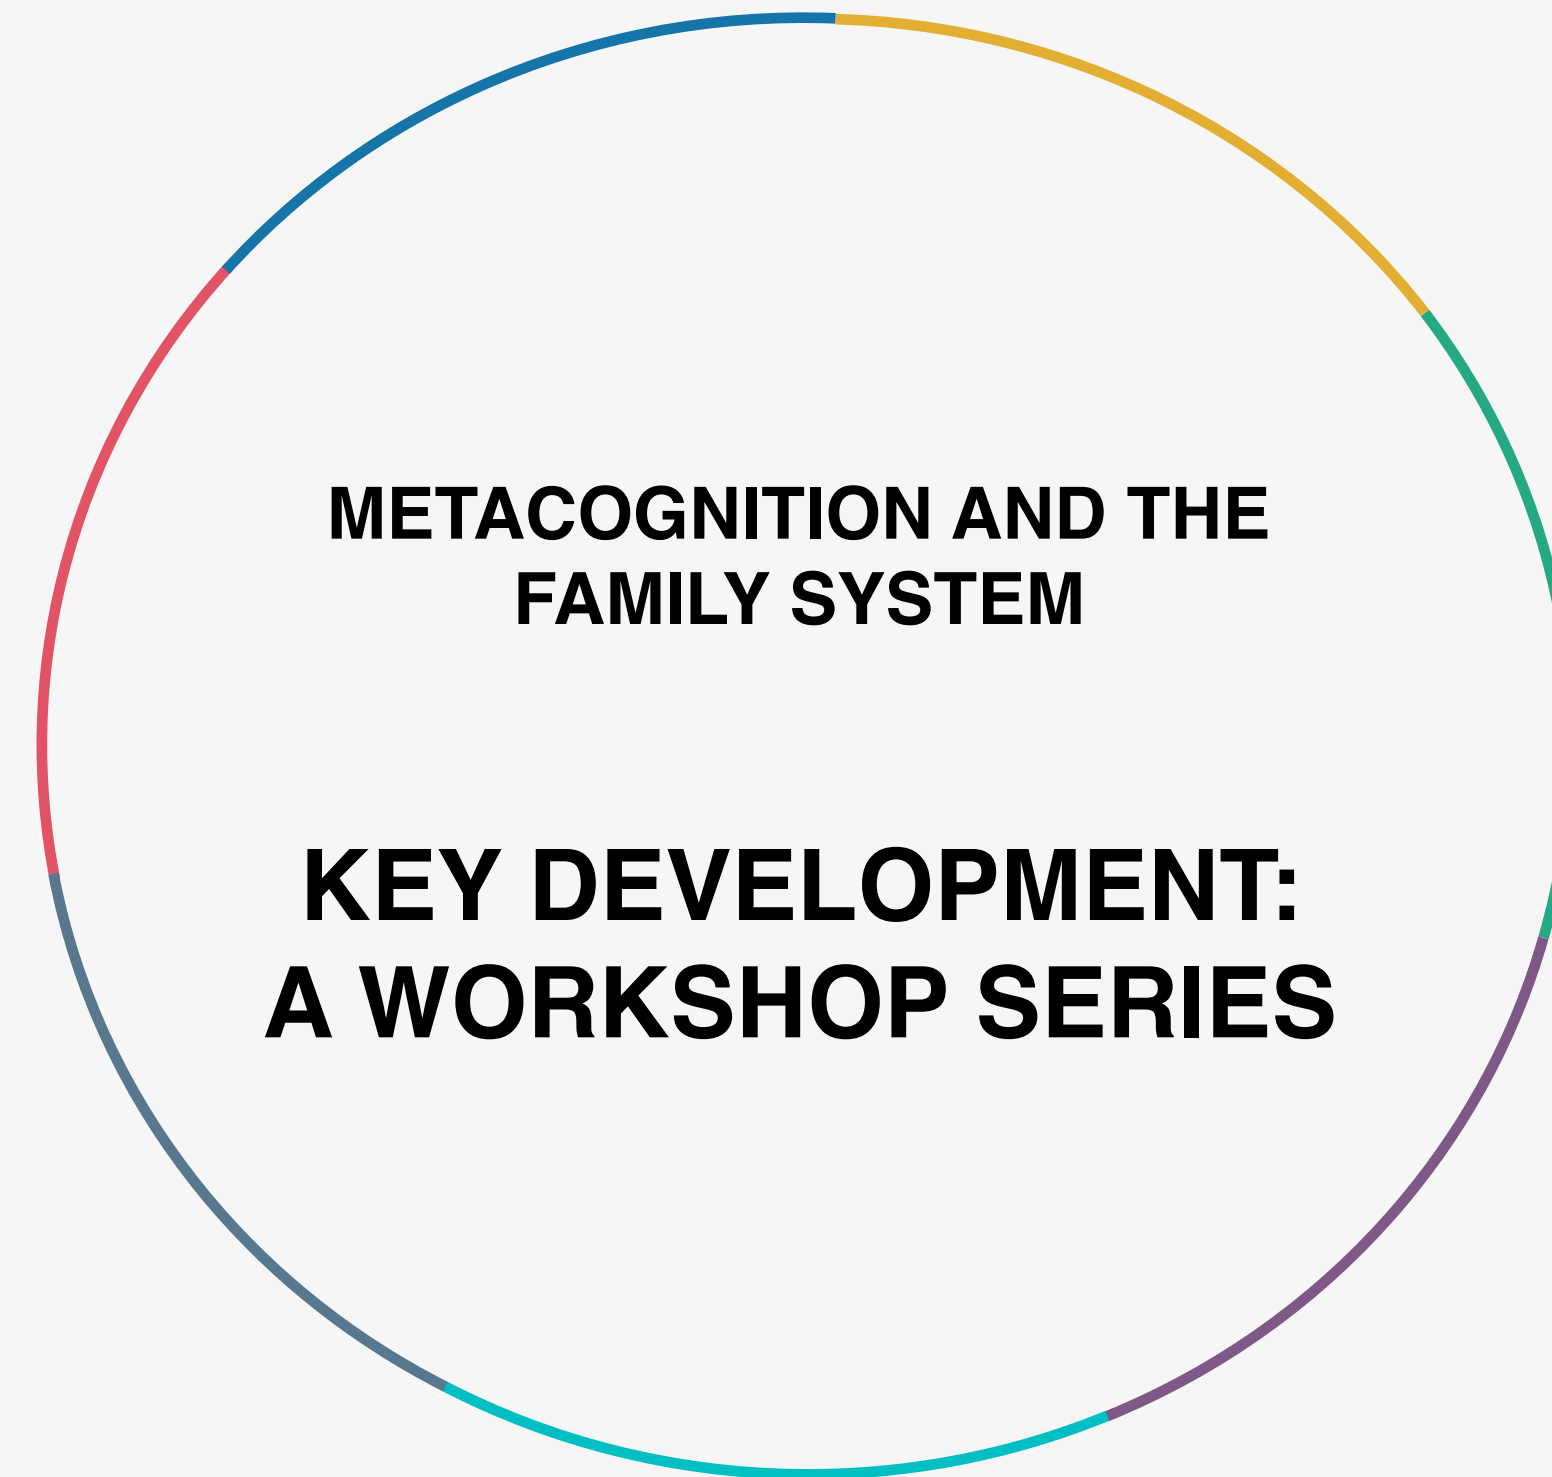 METACOGNITION AND THE
FAMILY SYSTEM
KEY DEVELOPMENT:
A WORKSHOP SERIES